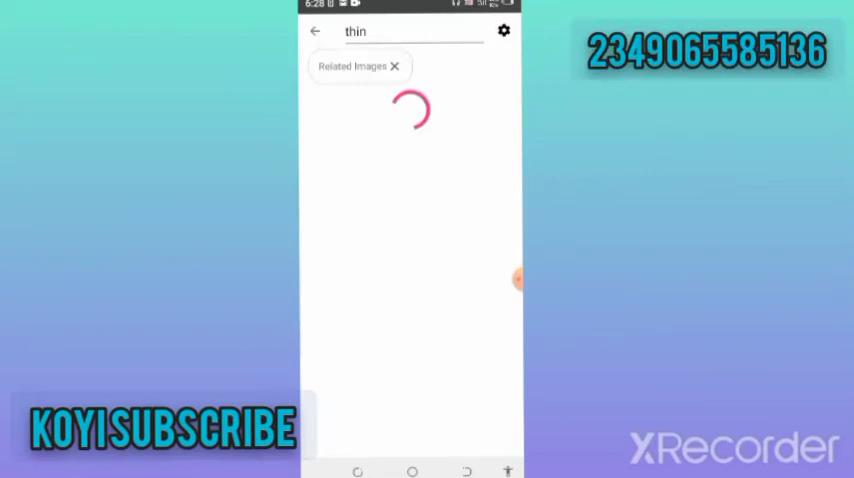 6:28
thin
Related Images
2349065585136
KOYI SUBSCRIBE
XRecorder